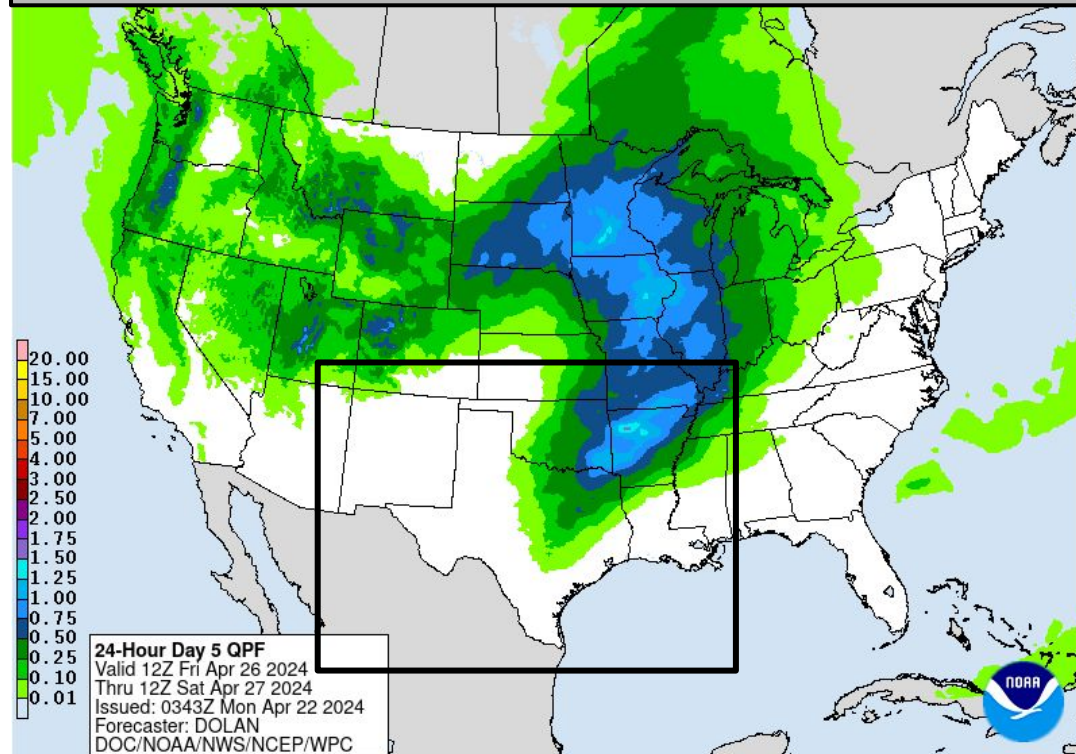 20.00
15.00
10.00
7.00
5.00
4.00
3.00
2.50
2.00
1.75
1.50
1.25
1.00
0.75
0.50
0.25
0.10
0.01
24-Hour Day 5 QPF
Valid 12Z Fri Apr 26 2024
Thru 12Z Sat Apr 27 2024
Issued: 0343Z Mon Apr 22 2024
Forecaster: DOLAN
DOC/NOAA/NWS/NCEP/WPC
NOAA